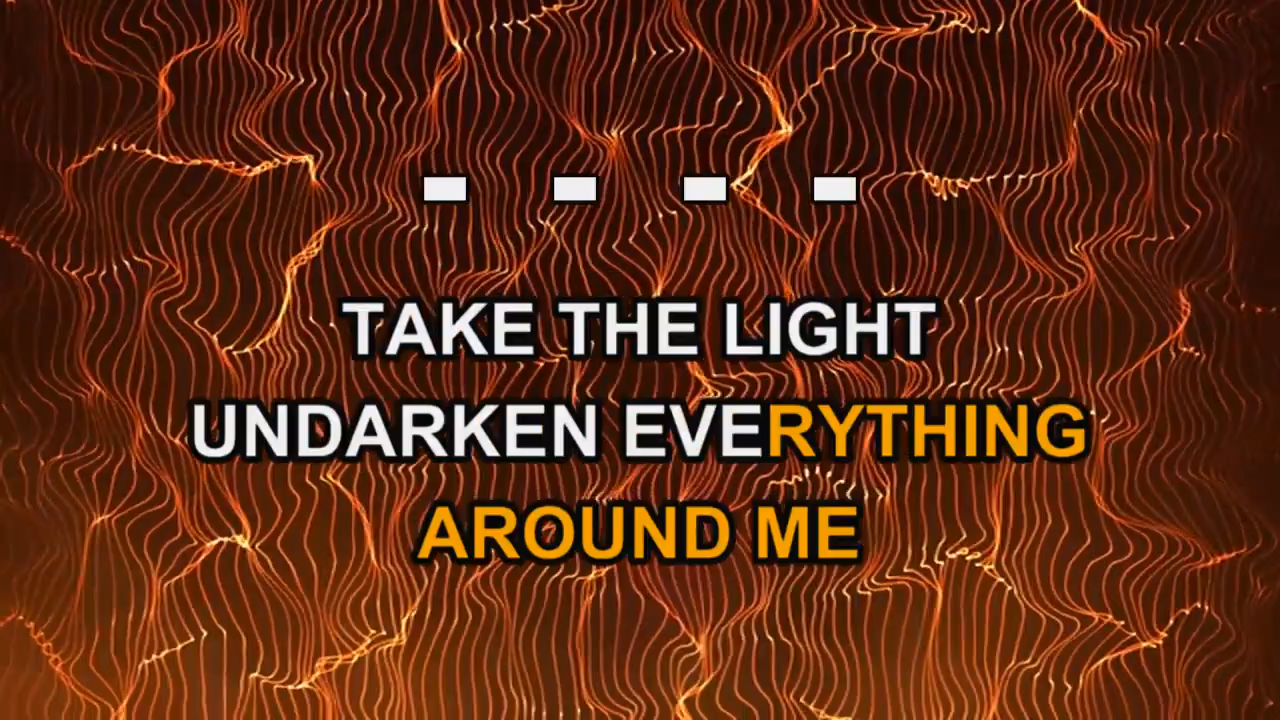 - - - -
TAKE THE LIGHT
UNDARKEN EVERYTHING
AROUND ME